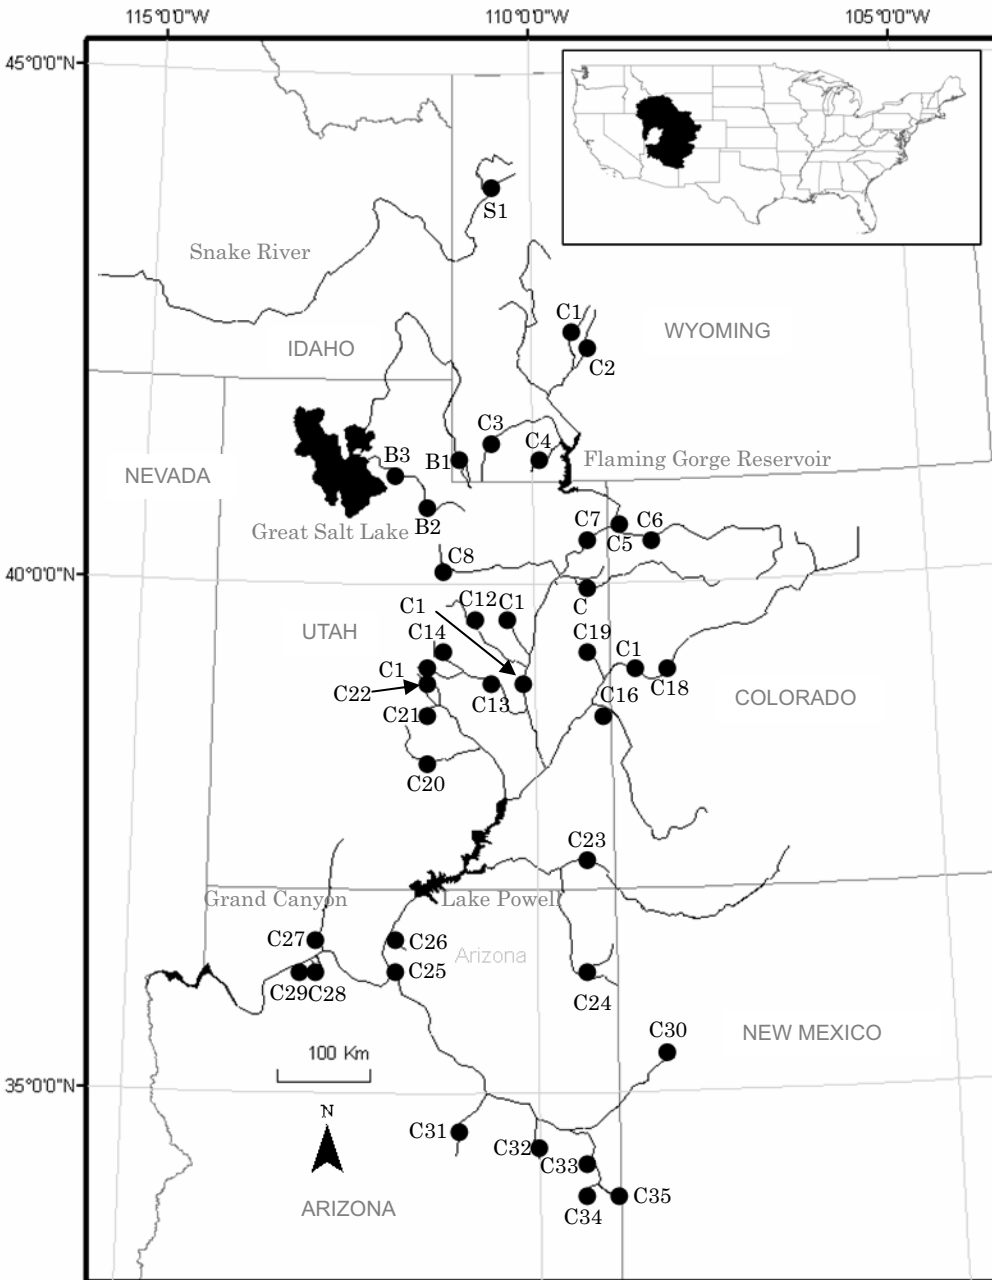 115°0'0"W 110°0'0"W 105°0'0"W
45°0'0"N
S1
Snake River
C1
WYOMING
IDAHO
C2
C3
C4
B3
B1
Flaming Gorge Reservoir
NEVADA
B2
Great Salt Lake
C7
C6
C5
C8
40°0'0"N
C
C12
C1
C1
UTAH
C14
C19
C1
C1
C18
C22
C13
COLORADO
C21
C16
C20
C23
Grand Canyon
Lake Powell
C27
C26
Arizona
C25
C29
C28
C24
C30
NEW MEXICO
100 Km
35°0'0"N
N
C31
C32
C33
C35
C34
ARIZONA